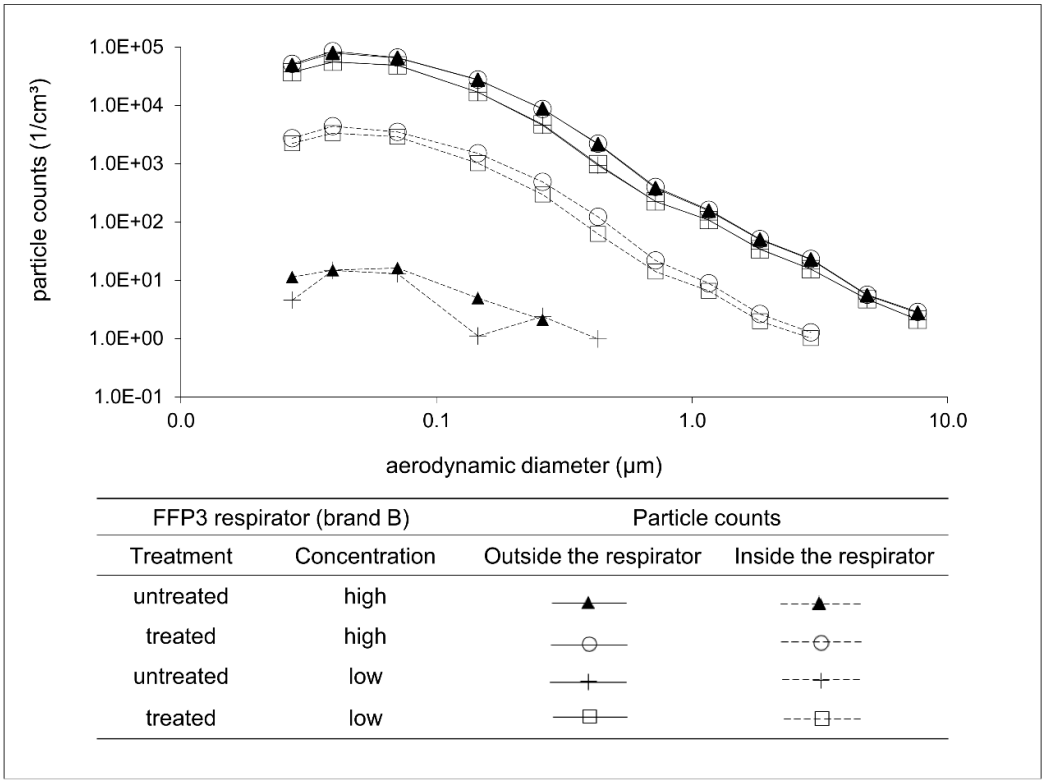 1.0E+05
1.0E+04
1.0E+03
1.0E+02
1.0E+01
1.0E+00
1.0E-01
particle counts (1/cm³)
0.0 0.1 1.0 10.0
aerodynamic diameter (µm)
FFP3 respirator (brand B) Particle counts
Treatment Concentration Outside the respirator Inside the respirator
untreated high
treated high
untreated low
treated low